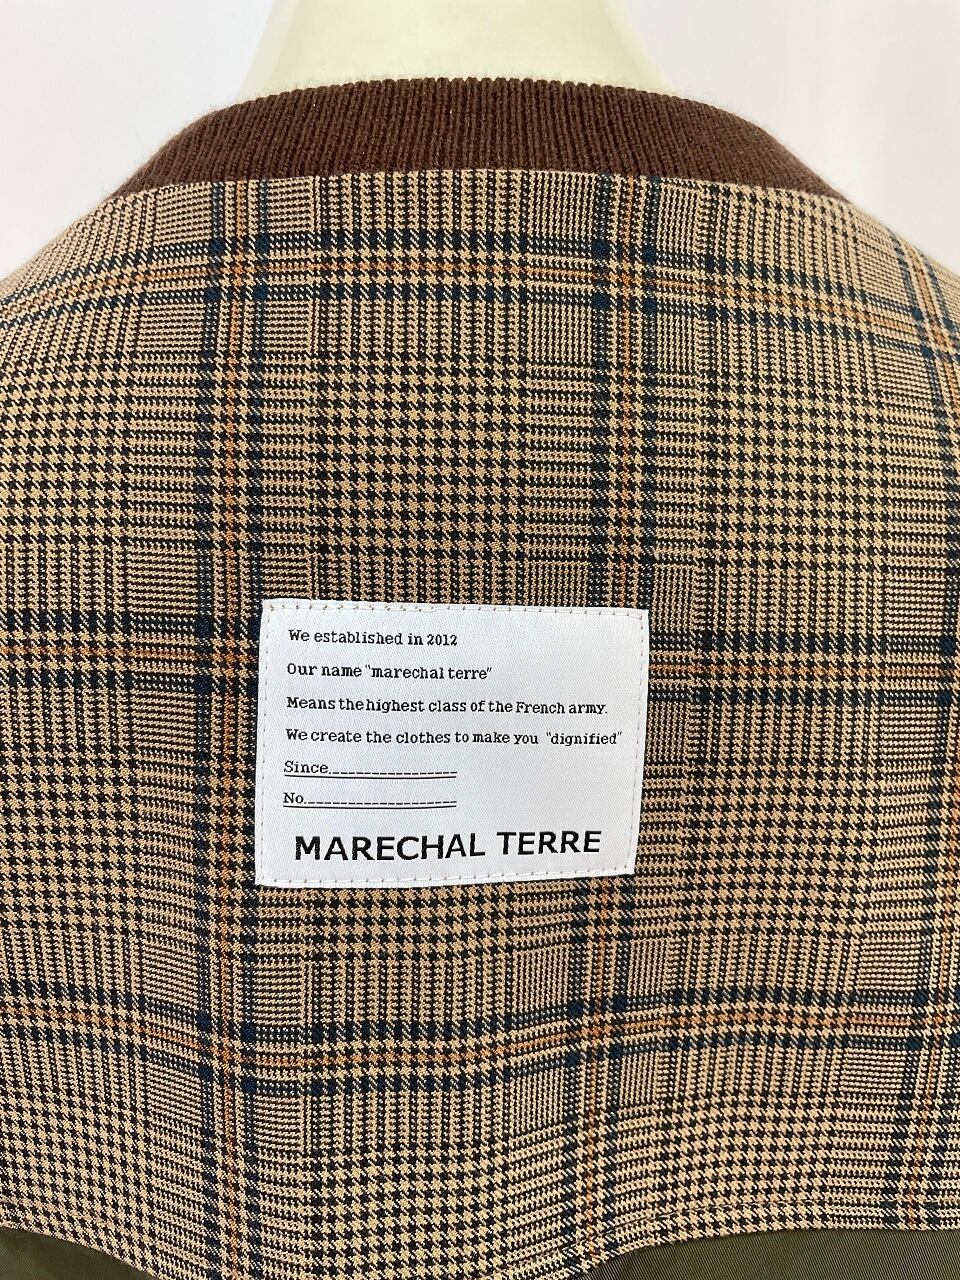 We established in 2012
Our name "marechal terre"
Means the highest class of the French army.
We create the clothes to make you "dignified"
Since
No.
MARECHAL TERRE